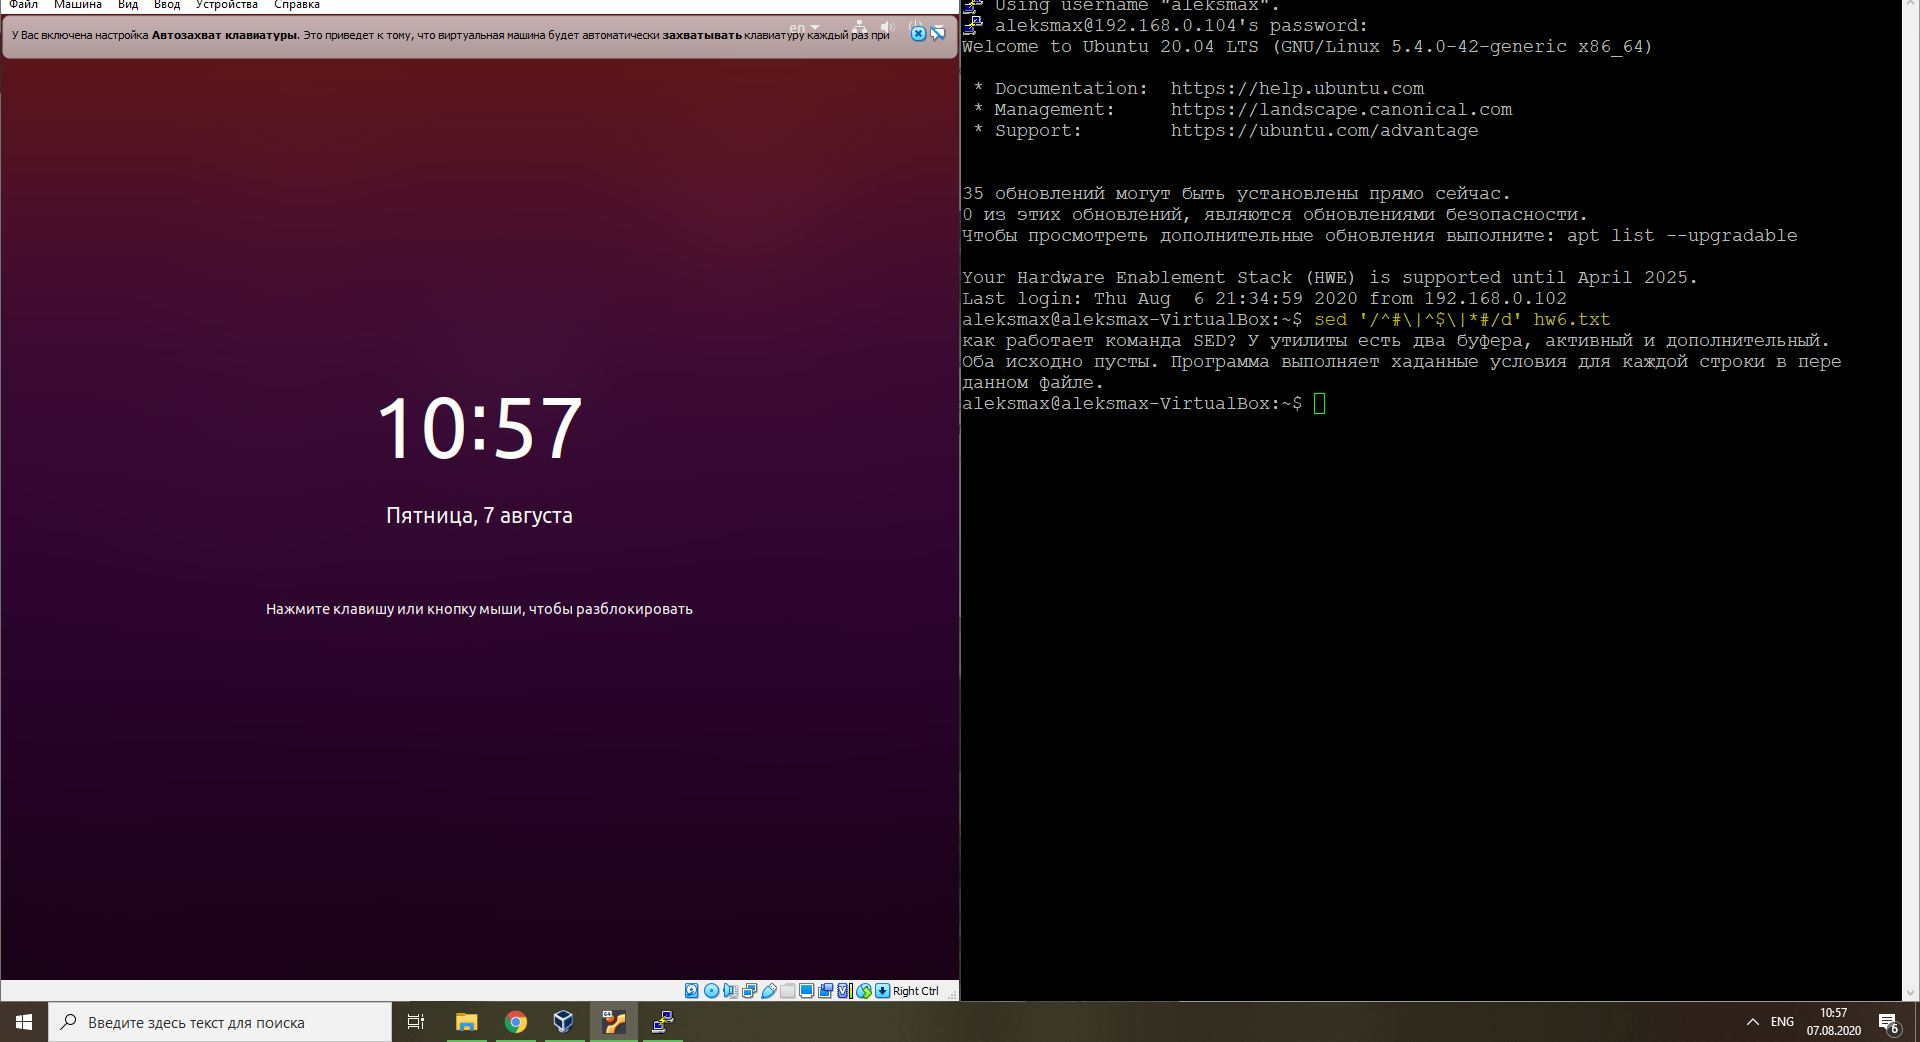 Файл Машина Вид Ввод Устройства Справка
en
У Вас включена настройка Автозахват клавиатуры. Это приведет к тому, что виртуальная машина будет автоматически захватывать клавиатуру каждый раз при
10:57
Пятница, 7 августа
Нажмите клавишу или кнопку мыши, чтобы разблокировать
Right Ctrl
Using username "aleksmax".
aleksmax@192.168.0.104's password:
Welcome to Ubuntu 20.04 LTS (GNU/Linux 5.4.0-42-generic x86_64)
* Documentation:  https://help.ubuntu.com
* Management:     https://landscape.canonical.com
* Support:        https://ubuntu.com/advantage
35 обновлений могут быть установлены прямо сейчас.
0 из этих обновлений, являются обновлениями безопасности.
Чтобы просмотреть дополнительные обновления выполните: apt list --upgradable
Your Hardware Enablement Stack (HWE) is supported until April 2025.
Last login: Thu Aug  6 21:34:59 2020 from 192.168.0.102
aleksmax@aleksmax-VirtualBox:~$ sed '/^#\|^$\|*#/d' hw6.txt
как работает команда SED? У утилиты есть два буфера, активный и дополнительный.
Оба исходно пусты. Программа выполняет хаданные условия для каждой строки в пере
данном файле.
aleksmax@aleksmax-VirtualBox:~$
Введите здесь текст для поиска
ENG
10:57
07.08.2020
6